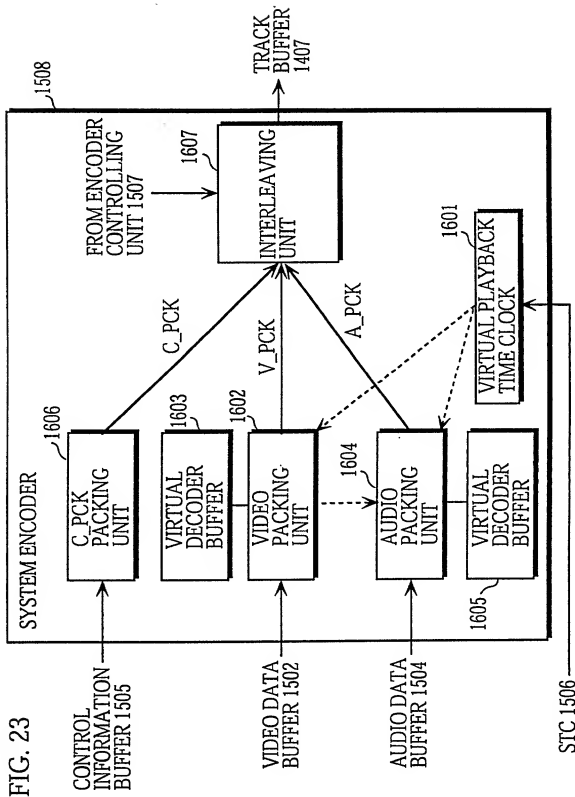 FIG. 23
SYSTEM ENCODER
1508
CONTROL
INFORMATION
BUFFER 1505
C_PCK
PACKING
UNIT
1606
C_PCK
FROM ENCODER
CONTROLLING
UNIT 1507
VIRTUAL
DECODER
BUFFER
1603
VIDEO DATA
BUFFER 1502
VIDEO
PACKING
UNIT
1602
V_PCK
INTERLEAVING
UNIT
1607
TRACK
BUFFER
1407
AUDIO DATA
BUFFER 1504
AUDIO
PACKING
UNIT
1604
A_PCK
VIRTUAL
DECODER
BUFFER
1605
VIRTUAL PLAYBACK
TIME CLOCK
1601
STC 1506